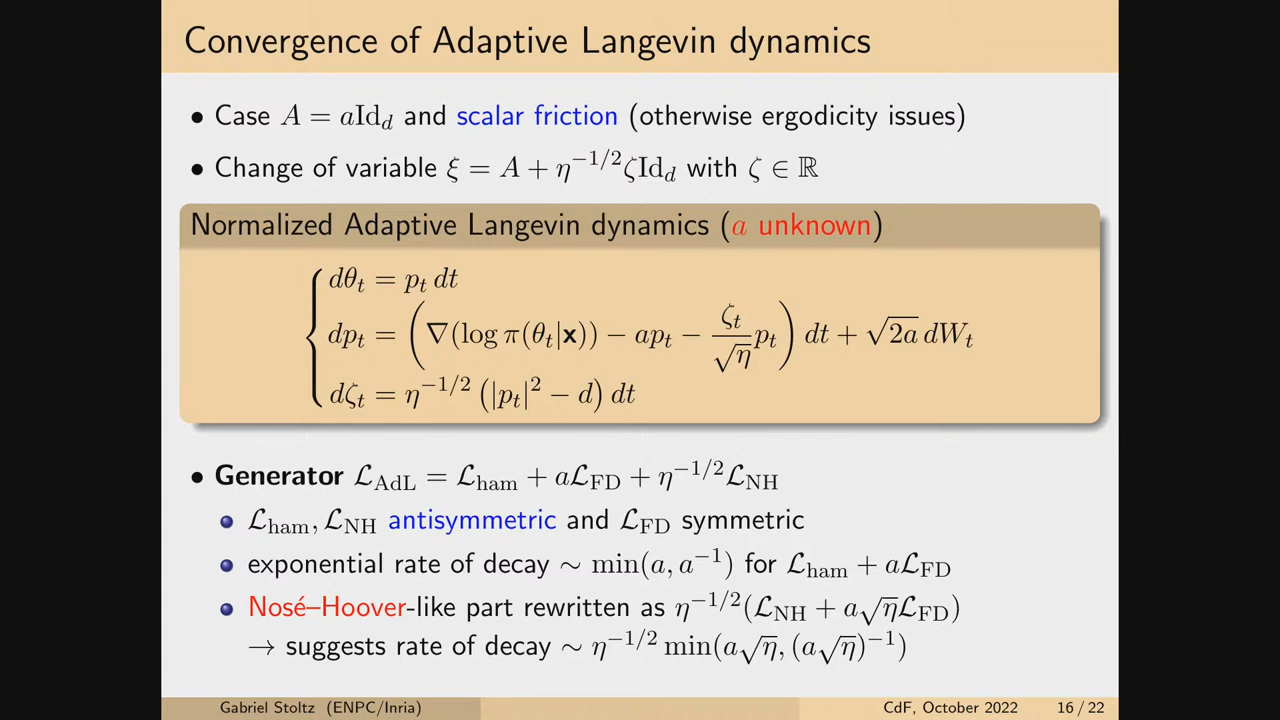 Convergence of Adaptive Langevin dynamics
• Case A = aId_d and scalar friction (otherwise ergodicity issues)
• Change of variable ξ = A + η^{−1/2}ζId_d with ζ ∈ ℝ
Normalized Adaptive Langevin dynamics (a unknown)
dθ_t = p_t dt
dp_t = (∇(log π(θ_t|x)) − ap_t − \frac{ζ_t}{\sqrt{η}} p_t) dt + \sqrt{2a} dW_t
dζ_t = η^{−1/2} (|p_t|^2 − d) dt
• Generator ℒ_AdL = ℒ_ham + aℒ_FD + η^{−1/2}ℒ_NH
ℒ_ham, ℒ_NH antisymmetric and ℒ_FD symmetric
exponential rate of decay ∼ min(a, a^{−1}) for ℒ_ham + aℒ_FD
Nosé–Hoover-like part rewritten as η^{−1/2}(ℒ_NH + a√ηℒ_FD)
→ suggests rate of decay ∼ η^{−1/2} min(a√η, (a√η)^{−1})
Gabriel Stoltz (ENPC/Inria) CdF, October 2022 16 / 22